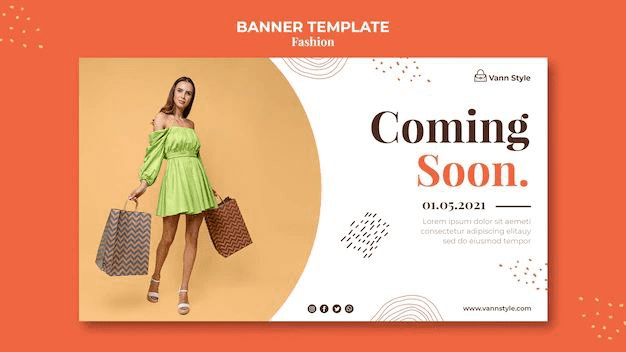 BANNER TEMPLATE
Fashion
Vann Style
Coming
Soon.
01.05.2021
Lorem ipsum dolor sit ameti
consectetur adipiscing elitauy
sed do eiusmod tempor
www.vannstyle.com